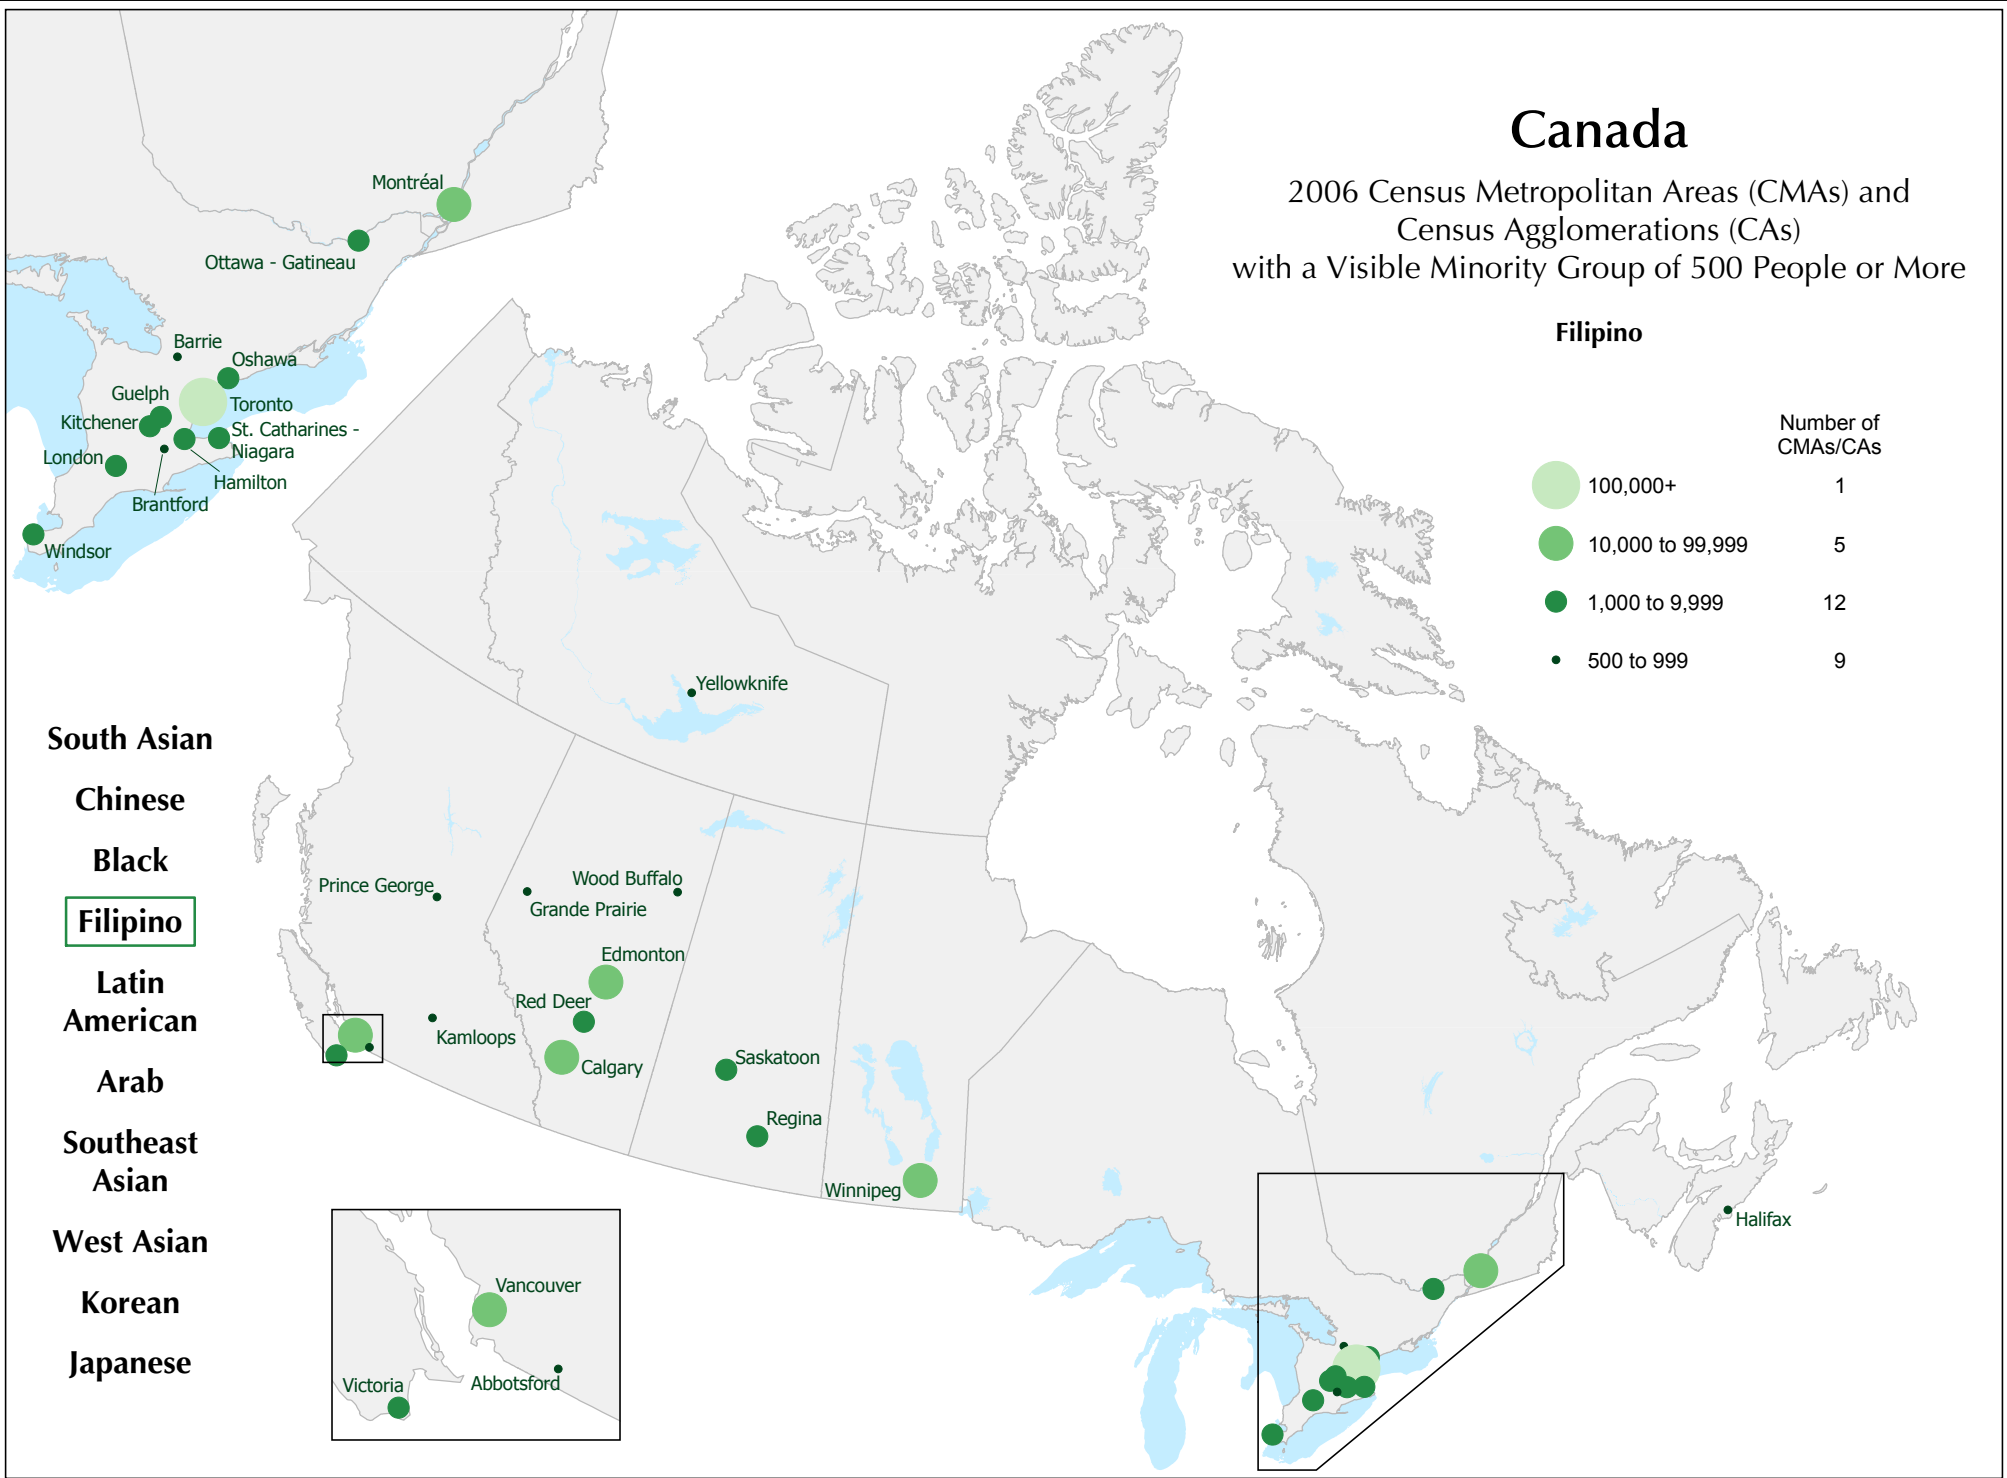 Canada
2006 Census Metropolitan Areas (CMAs) and
Census Agglomerations (CAs)
with a Visible Minority Group of 500 People or More
Filipino
Number of
CMAs/CAs
100,000+ 1
10,000 to 99,999 5
1,000 to 9,999 12
500 to 999 9
Montréal
Ottawa - Gatineau
Barrie
Oshawa
Guelph
Toronto
Kitchener
St. Catharines -
Niagara
London
Hamilton
Brantford
Windsor
Yellowknife
South Asian
Chinese
Black
Filipino
Latin
American
Arab
Southeast
Asian
West Asian
Korean
Japanese
Prince George
Wood Buffalo
Grande Prairie
Edmonton
Red Deer
Kamloops
Calgary
Saskatoon
Regina
Winnipeg
Halifax
Vancouver
Victoria
Abbotsford